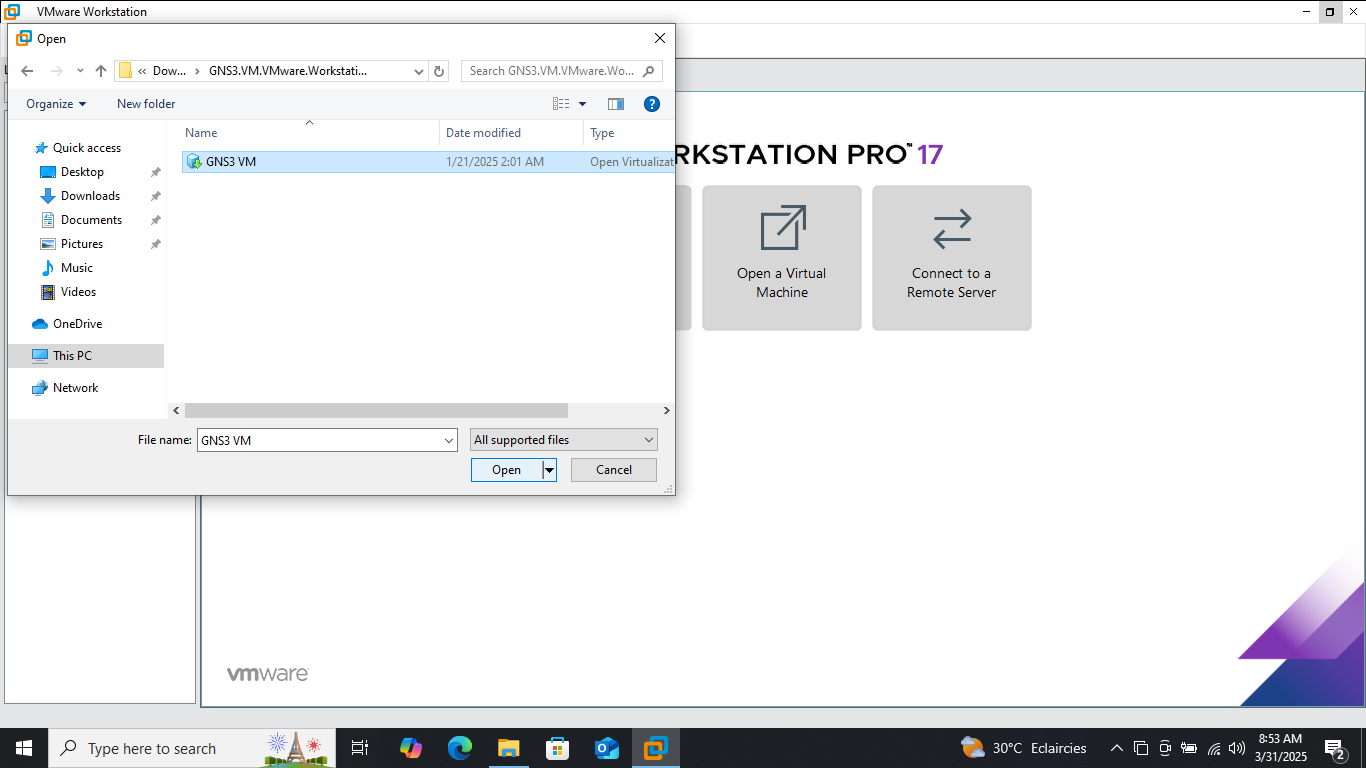 VMware Workstation
Open
« Dow... › GNS3.VM.VMware.Workstati...
Search GNS3.VM.VMware.Wo...
Organize
New folder
Name
Date modified
Type
GNS3 VM
1/21/2025 2:01 AM
Open Virtualizat
Quick access
Desktop
Downloads
Documents
Pictures
Music
Videos
OneDrive
This PC
Network
File name:
GNS3 VM
All supported files
Open
Cancel
RKSTATION PRO™ 17
Open a Virtual
Machine
Connect to a
Remote Server
vmware
Type here to search
30°C Eclaircies
8:53 AM
3/31/2025
2